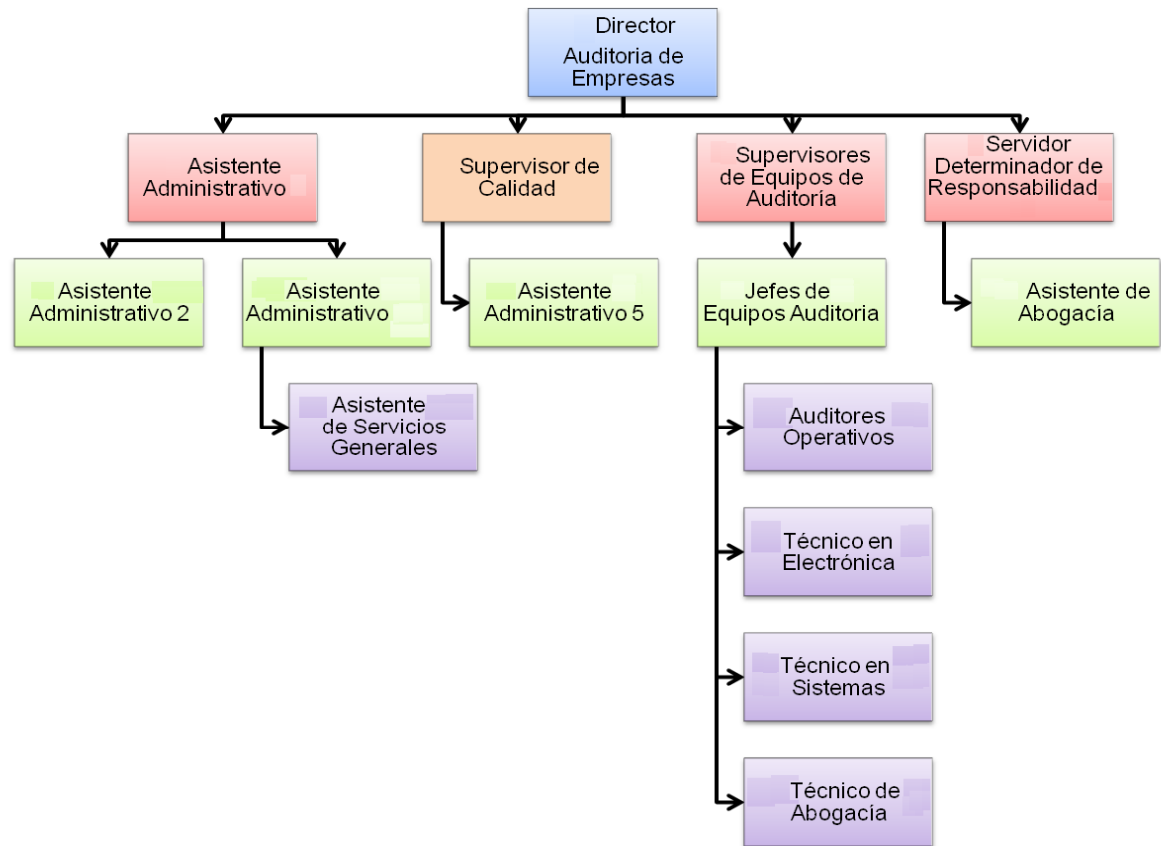 Director
Auditoria de
Empresas
Asistente
Administrativo
Supervisor de
Calidad
Supervisores
de Equipos de
Auditoría
Servidor
Determinador de
Responsabilidad
Asistente
Administrativo 2
Asistente
Administrativo
Asistente
Administrativo 5
Jefes de
Equipos Auditoria
Asistente de
Abogacía
Asistente
de Servicios
Generales
Auditores
Operativos
Técnico en
Electrónica
Técnico en
Sistemas
Técnico de
Abogacía